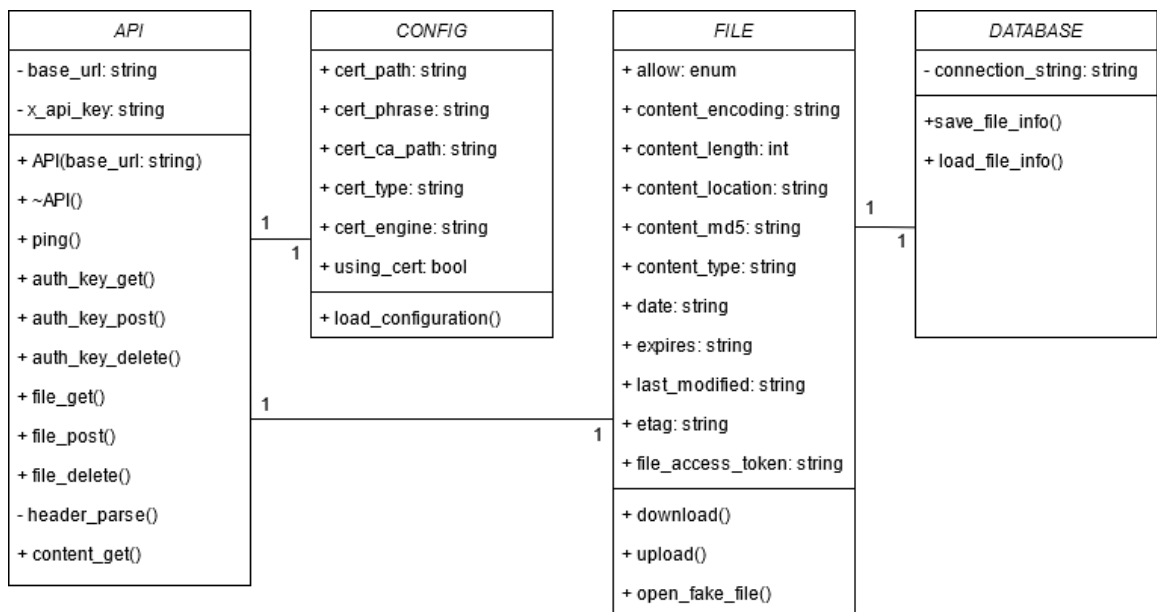 API
- base_url: string
- x_api_key: string
+ API(base_url: string)
+ ~API()
+ ping()
+ auth_key_get()
+ auth_key_post()
+ auth_key_delete()
+ file_get()
+ file_post()
+ file_delete()
- header_parse()
+ content_get()
1
1
1
1
CONFIG
+ cert_path: string
+ cert_phrase: string
+ cert_ca_path: string
+ cert_type: string
+ cert_engine: string
+ using_cert: bool
+ load_configuration()
FILE
+ allow: enum
+ content_encoding: string
+ content_length: int
+ content_location: string
+ content_md5: string
+ content_type: string
+ date: string
+ expires: string
+ last_modified: string
+ etag: string
+ file_access_token: string
+ download()
+ upload()
+ open_fake_file()
1
1
DATABASE
- connection_string: string
+save_file_info()
+ load_file_info()